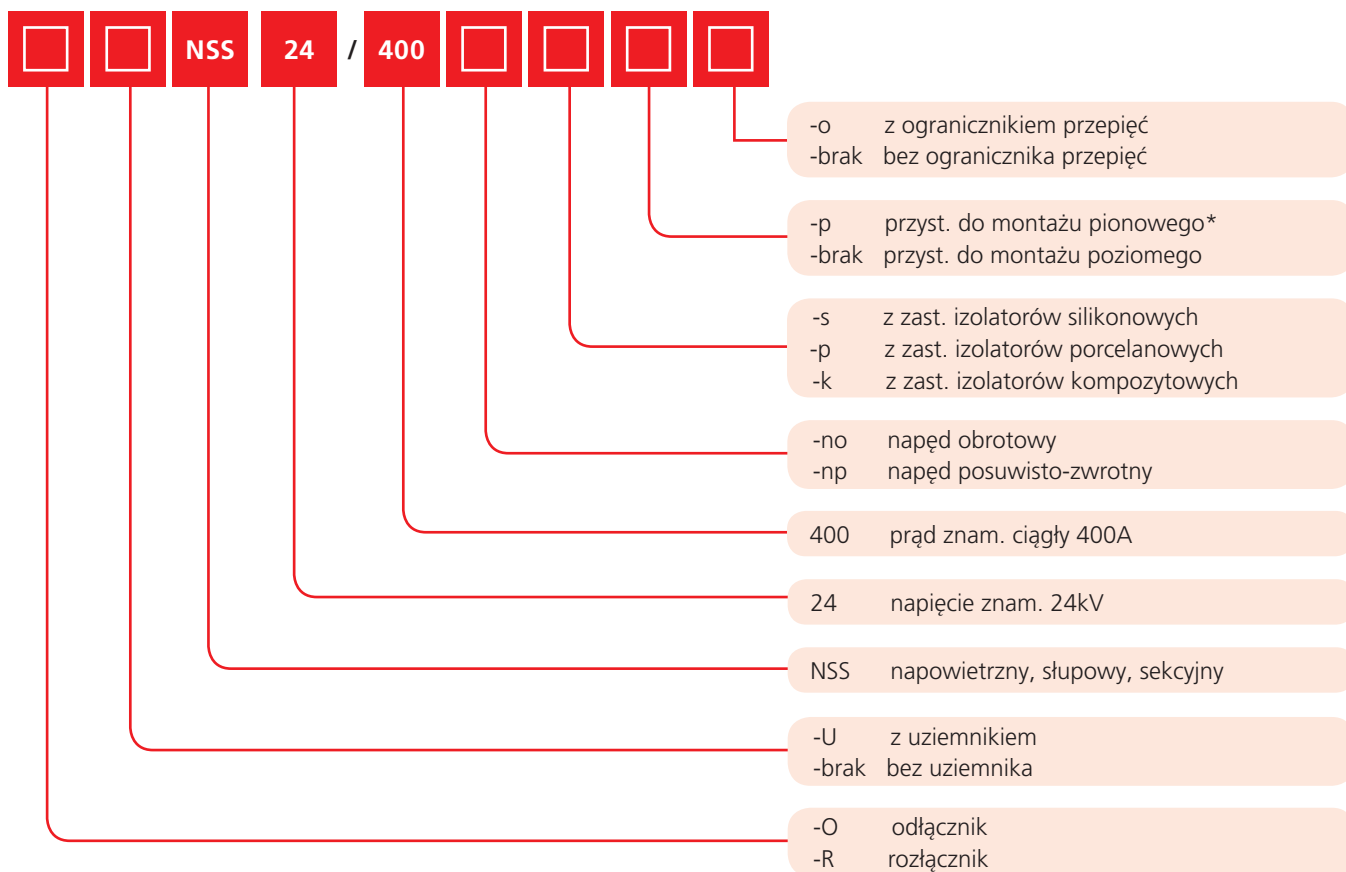 NSS 24 / 400
-o z ogranicznikiem przepięć
-brak bez ogranicznika przepięć
-p przyst. do montażu pionowego*
-brak przyst. do montażu poziomego
-s z zast. izolatorów silikonowych
-p z zast. izolatorów porcelanowych
-k z zast. izolatorów kompozytowych
-no napęd obrotowy
-np napęd posuwisto-zwrotny
400 prąd znam. ciągły 400A
24 napięcie znam. 24kV
NSS napowietrzny, słupowy, sekcyjny
-U z uziemnikiem
-brak bez uziemnika
-O odłącznik
-R rozłącznik